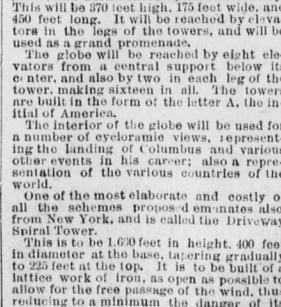 This will be 370 feet high, 175 feet wide, and
450 feet long. It will be reached by eleva-
tors in the legs of the towers, and will be
used as a grand promenade.
The globe will be reached by eight ele-
vators from a central support below its
center, and also by two in each leg of the
tower, making sixteen in all. The towers
are built in the form of the letter A, the in-
itial of America.
The interior of the globe will be used for
a number of cycloramic views, represent-
ing the landing of Columbus and various
other events in his career; also a repre-
sentation of the various countries of the
world.
One of the most elaborate and costly of
all the schemes proposed emanates also
from New York, and is called the Driveway
Spiral Tower.
This is to be 1,600 feet in height, 400 feet
in diameter at the base, tapering gradually
to 225 feet at the top. It is to be built of a
lattice work of iron, as open as possible to
allow for the free passage of the wind, thus
reducing to a minimum the danger of its